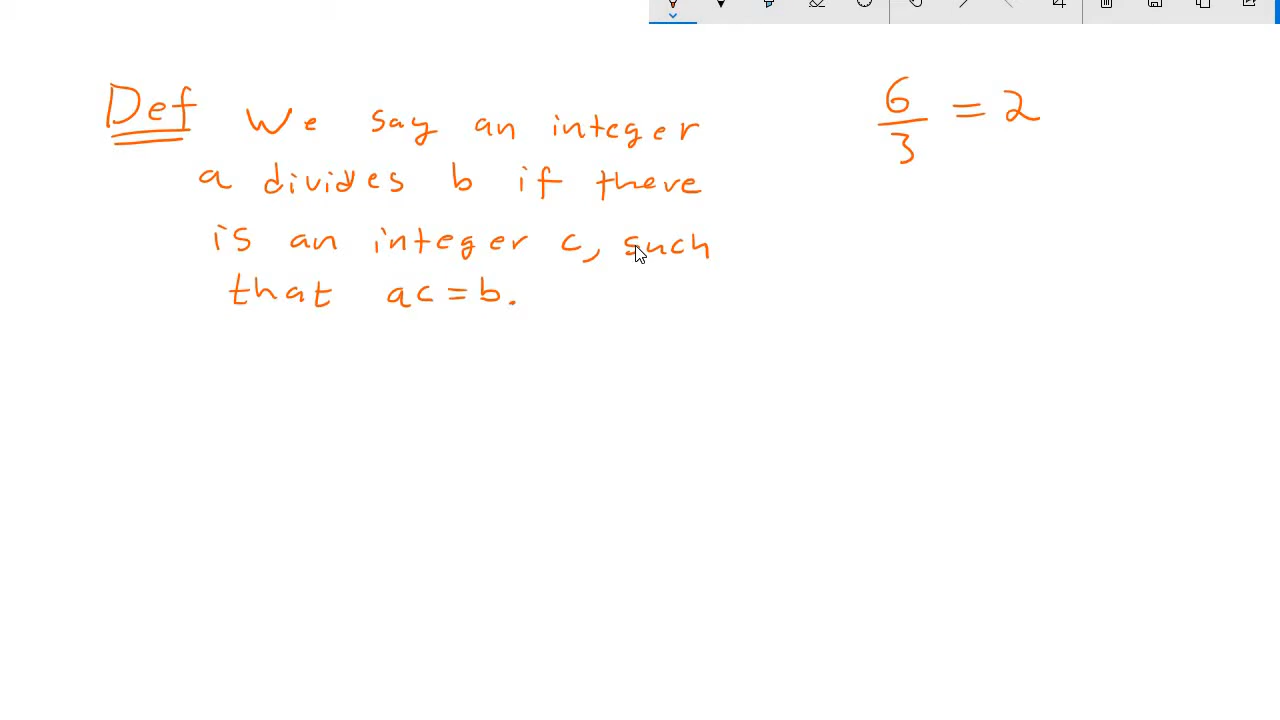 Def We say an integer
a divides b if there
is an integer c, such
that ac=b.
6/3 = 2